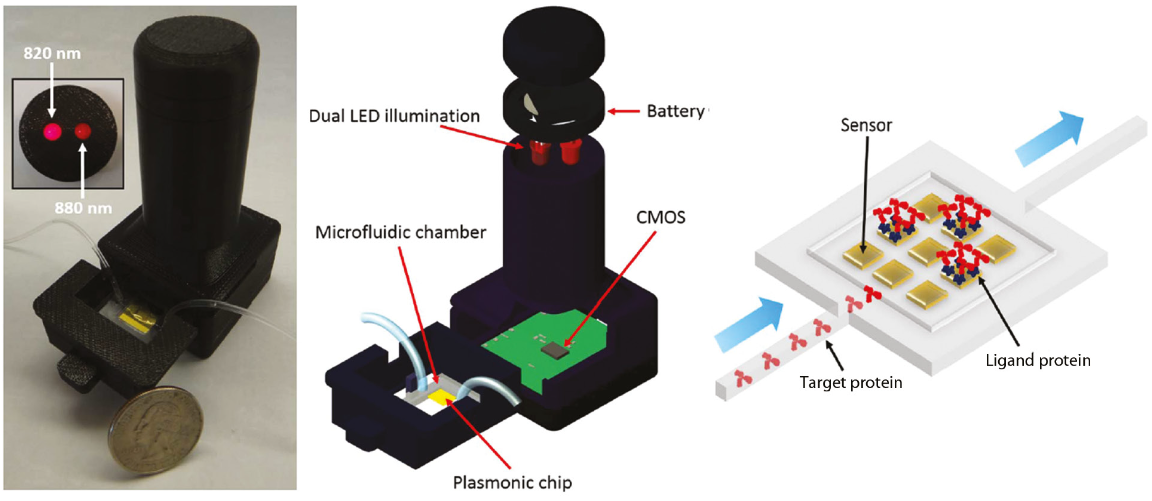 820 nm
880 nm
Dual LED illumination
Battery
Microfluidic chamber
CMOS
Plasmonic chip
Sensor
Target protein
Ligand protein